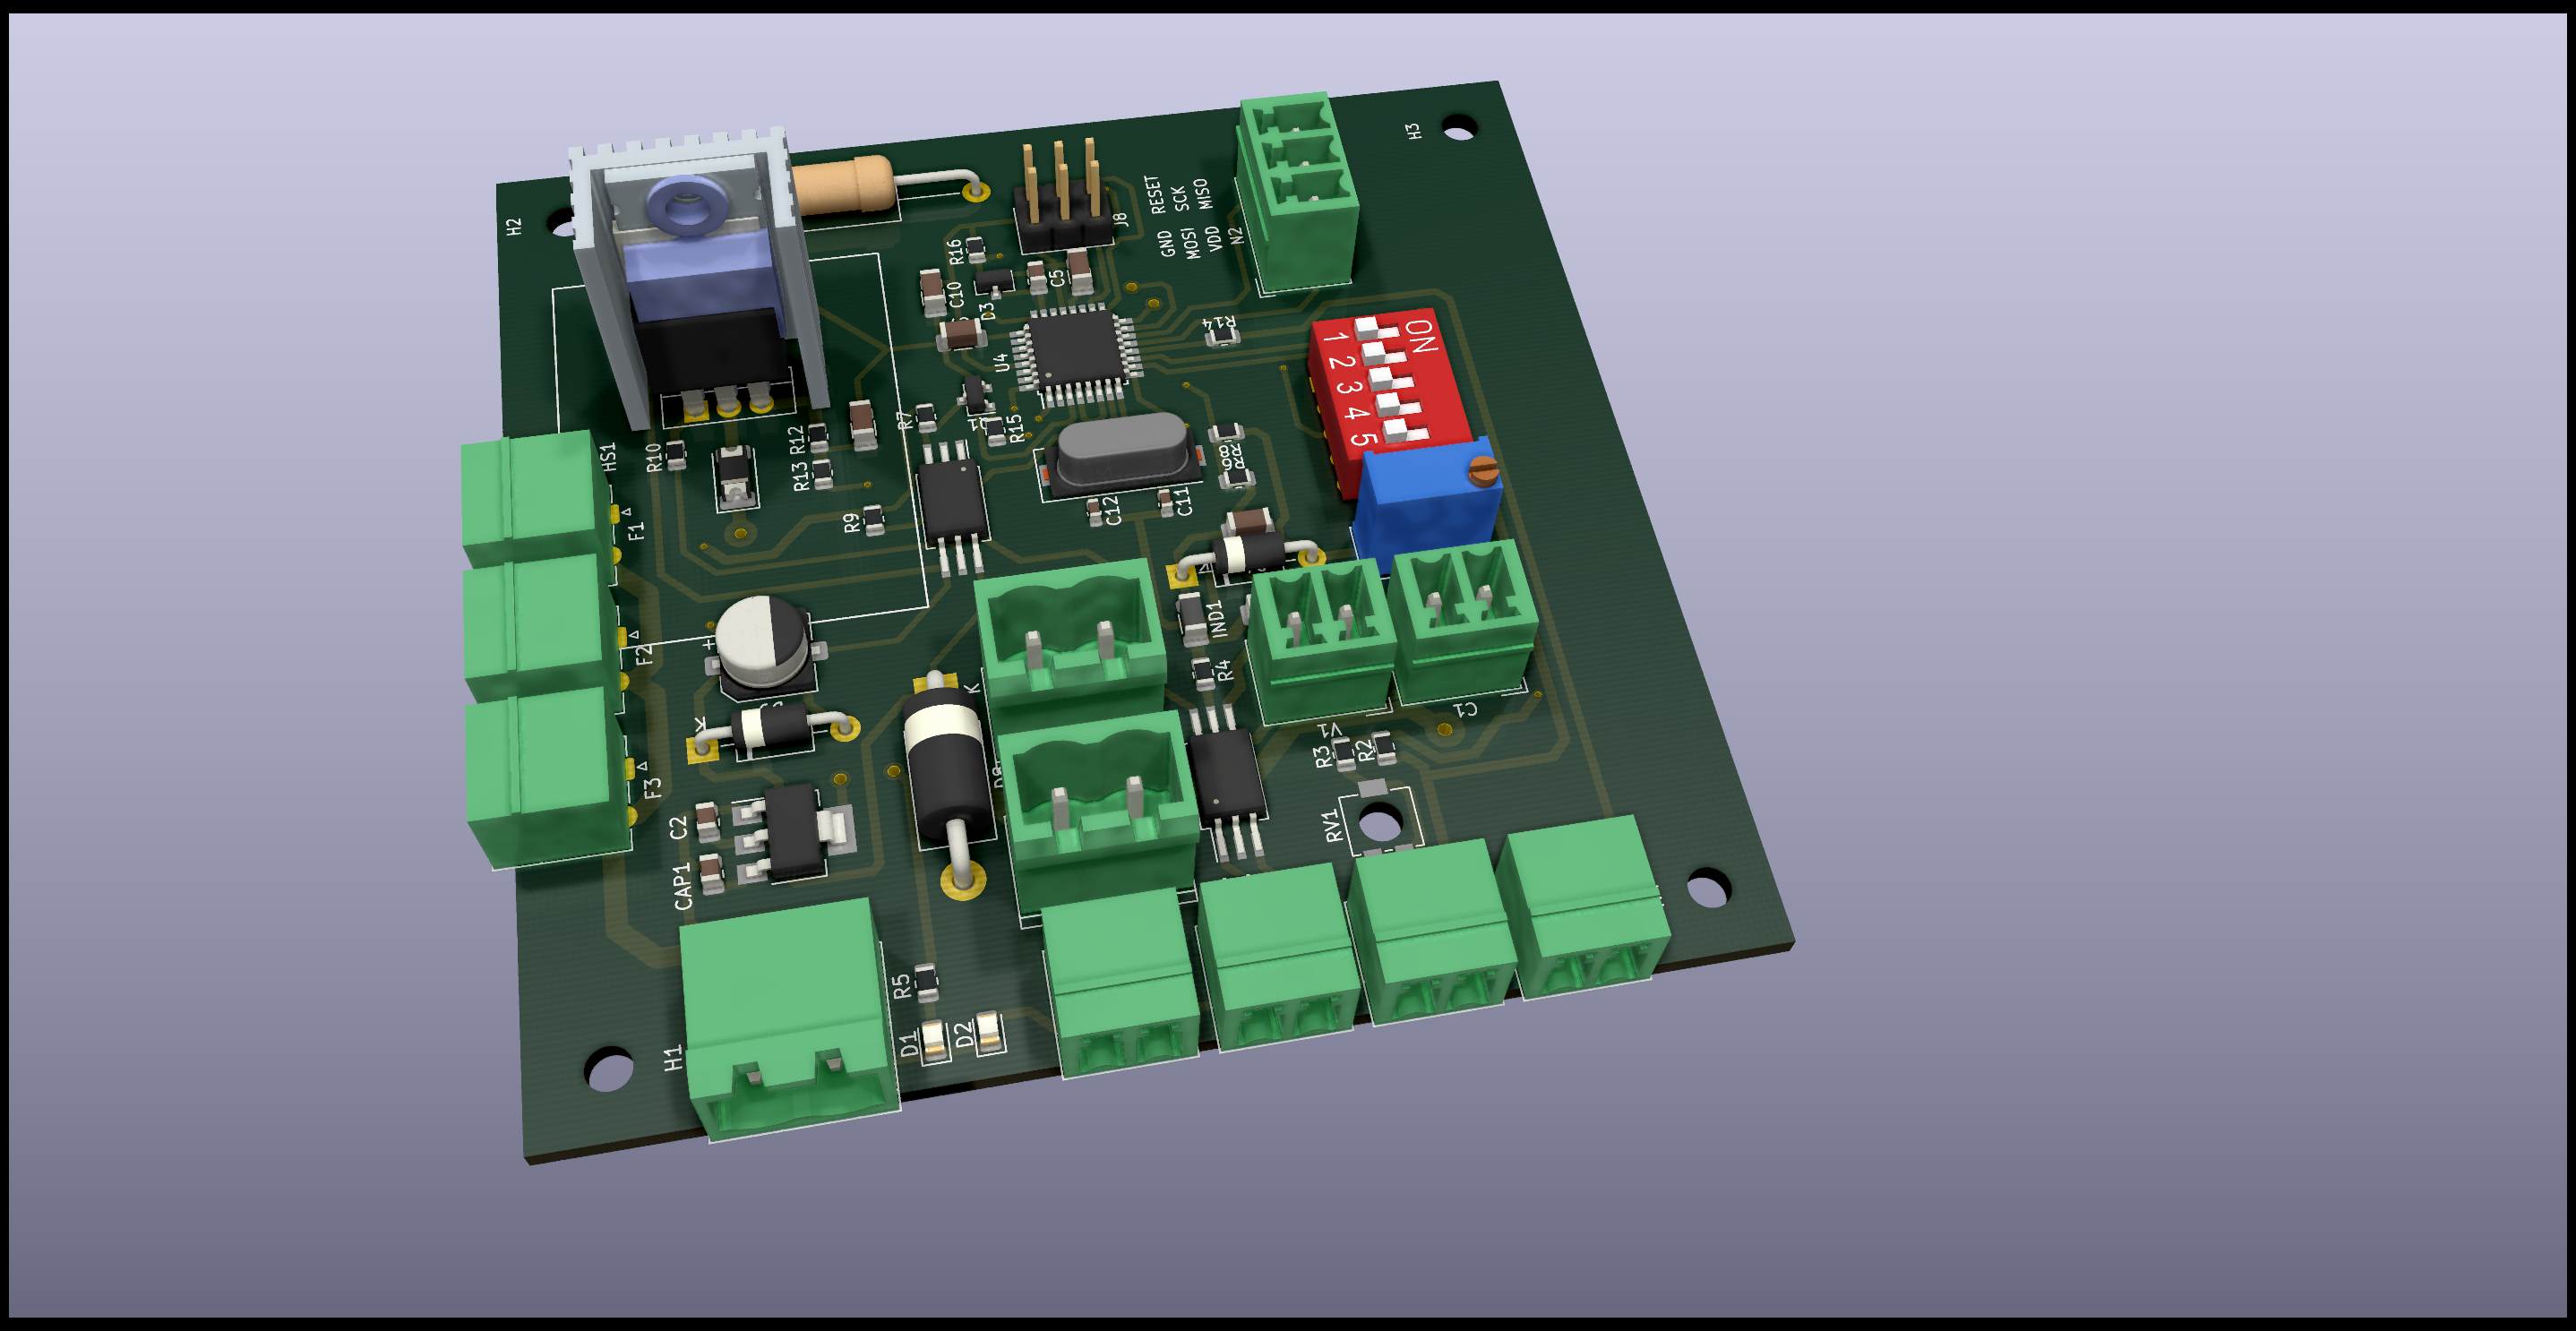 H2
H3
RESET
SCK
MISO
GND
MOSI
VDD
N2
J8
R16
C5
C10
D3
U4
R14
ON
1
2
3
4
5
HS1
R10
R12
R13
R7
R15
R9
C12
C11
F1
F2
F3
IND1
R4
+
K
K
C1
V1
R3
R2
RV1
C2
CAP1
R5
D1
D2
H1